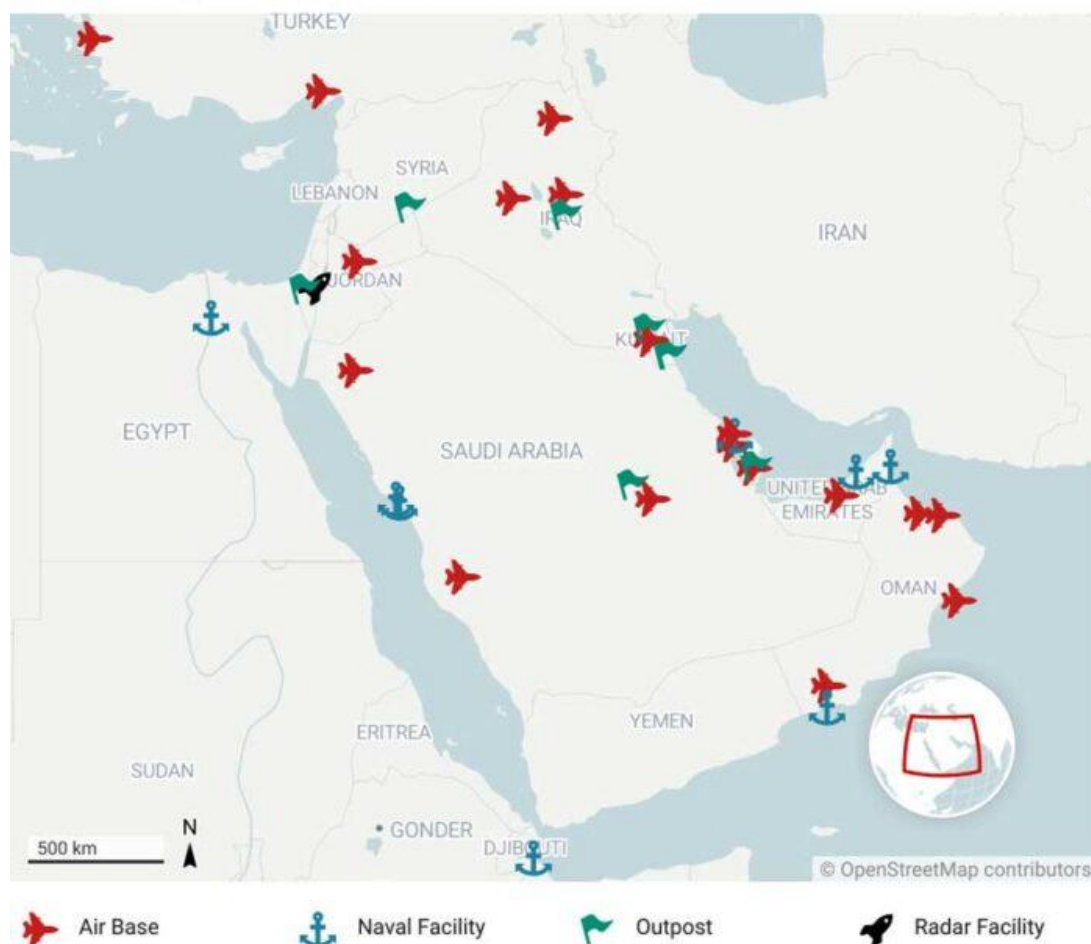 TURKEY
SYRIA
LEBANON
IRAQ
IRAN
JORDAN
KUWAIT
EGYPT
SAUDI ARABIA
UNITED ARAB
EMIRATES
OMAN
YEMEN
ERITREA
SUDAN
GONDER
DJIBOUTI
N
500 km
© OpenStreetMap contributors
Air Base
Naval Facility
Outpost
Radar Facility